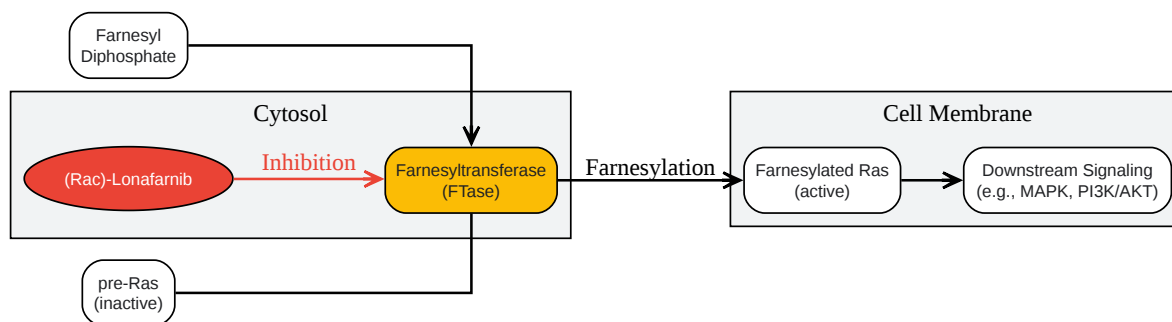 Farnesyl
Diphosphate
Cytosol
Cell Membrane
(Rac)-Lonafarnib
Inhibition
Farnesyltransferase
(FTase)
Farnesylation
Farnesylated Ras
(active)
Downstream Signaling
(e.g., MAPK, PI3K/AKT)
pre-Ras
(inactive)